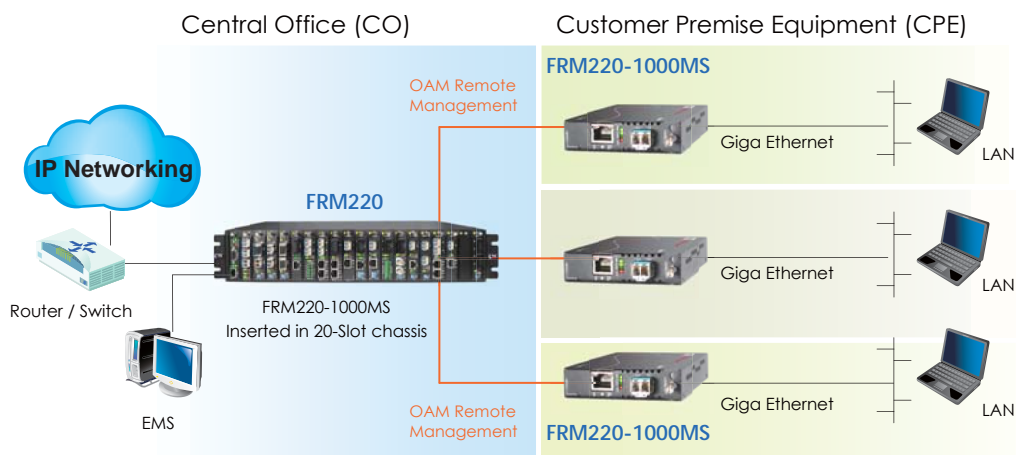 Central Office (CO)
Customer Premise Equipment (CPE)
FRM220-1000MS
OAM Remote
Management
Giga Ethernet
LAN
IP Networking
FRM220
Giga Ethernet
LAN
Router / Switch
FRM220-1000MS
Inserted in 20-Slot chassis
EMS
OAM Remote
Management
Giga Ethernet
LAN
FRM220-1000MS